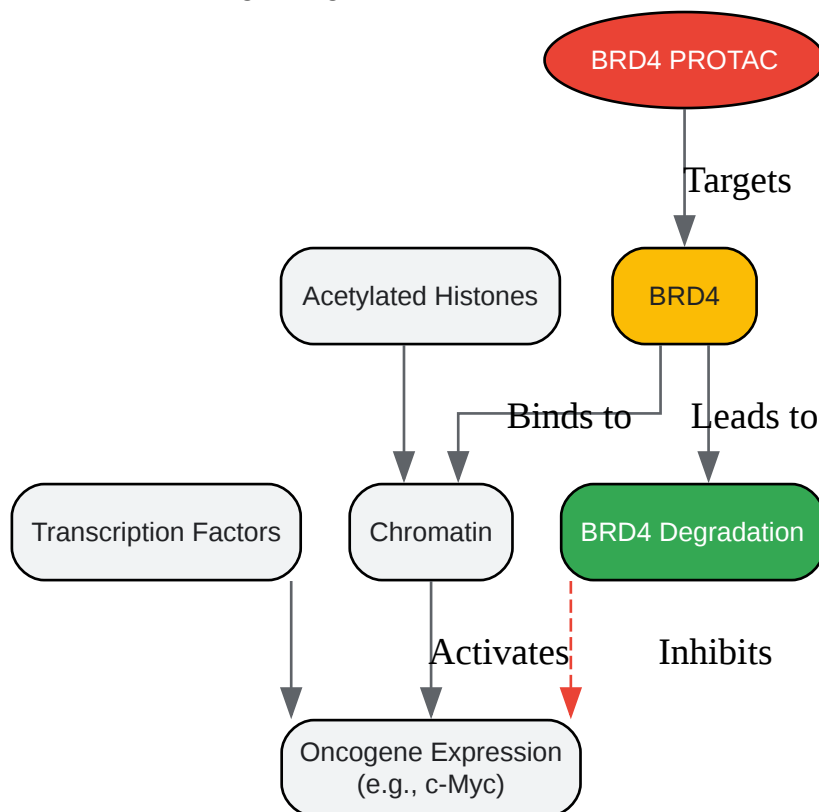 BRD4 PROTAC
Targets
Acetylated Histones
BRD4
Binds to
Leads to
Transcription Factors
Chromatin
BRD4 Degradation
Activates
Inhibits
Oncogene Expression
(e.g., c-Myc)